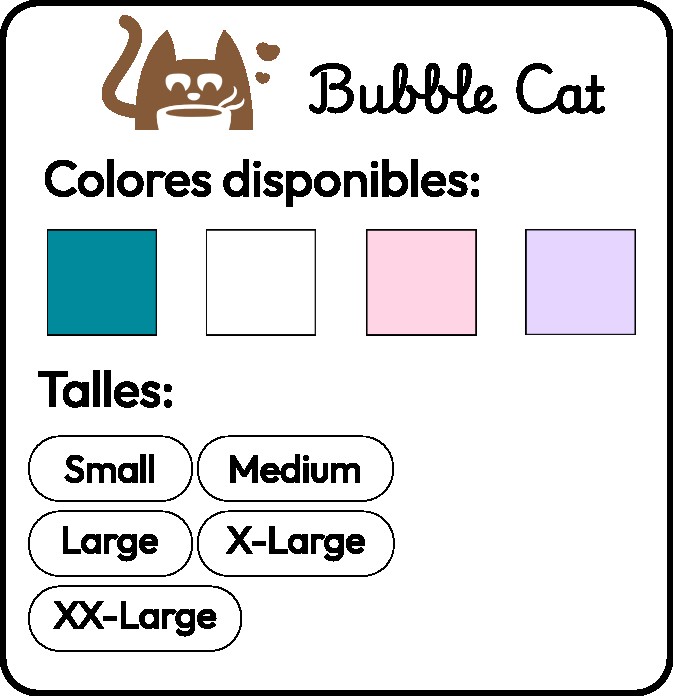 Bubble Cat
Colores disponibles:
Talles:
Small Medium
Large X-Large
XX-Large